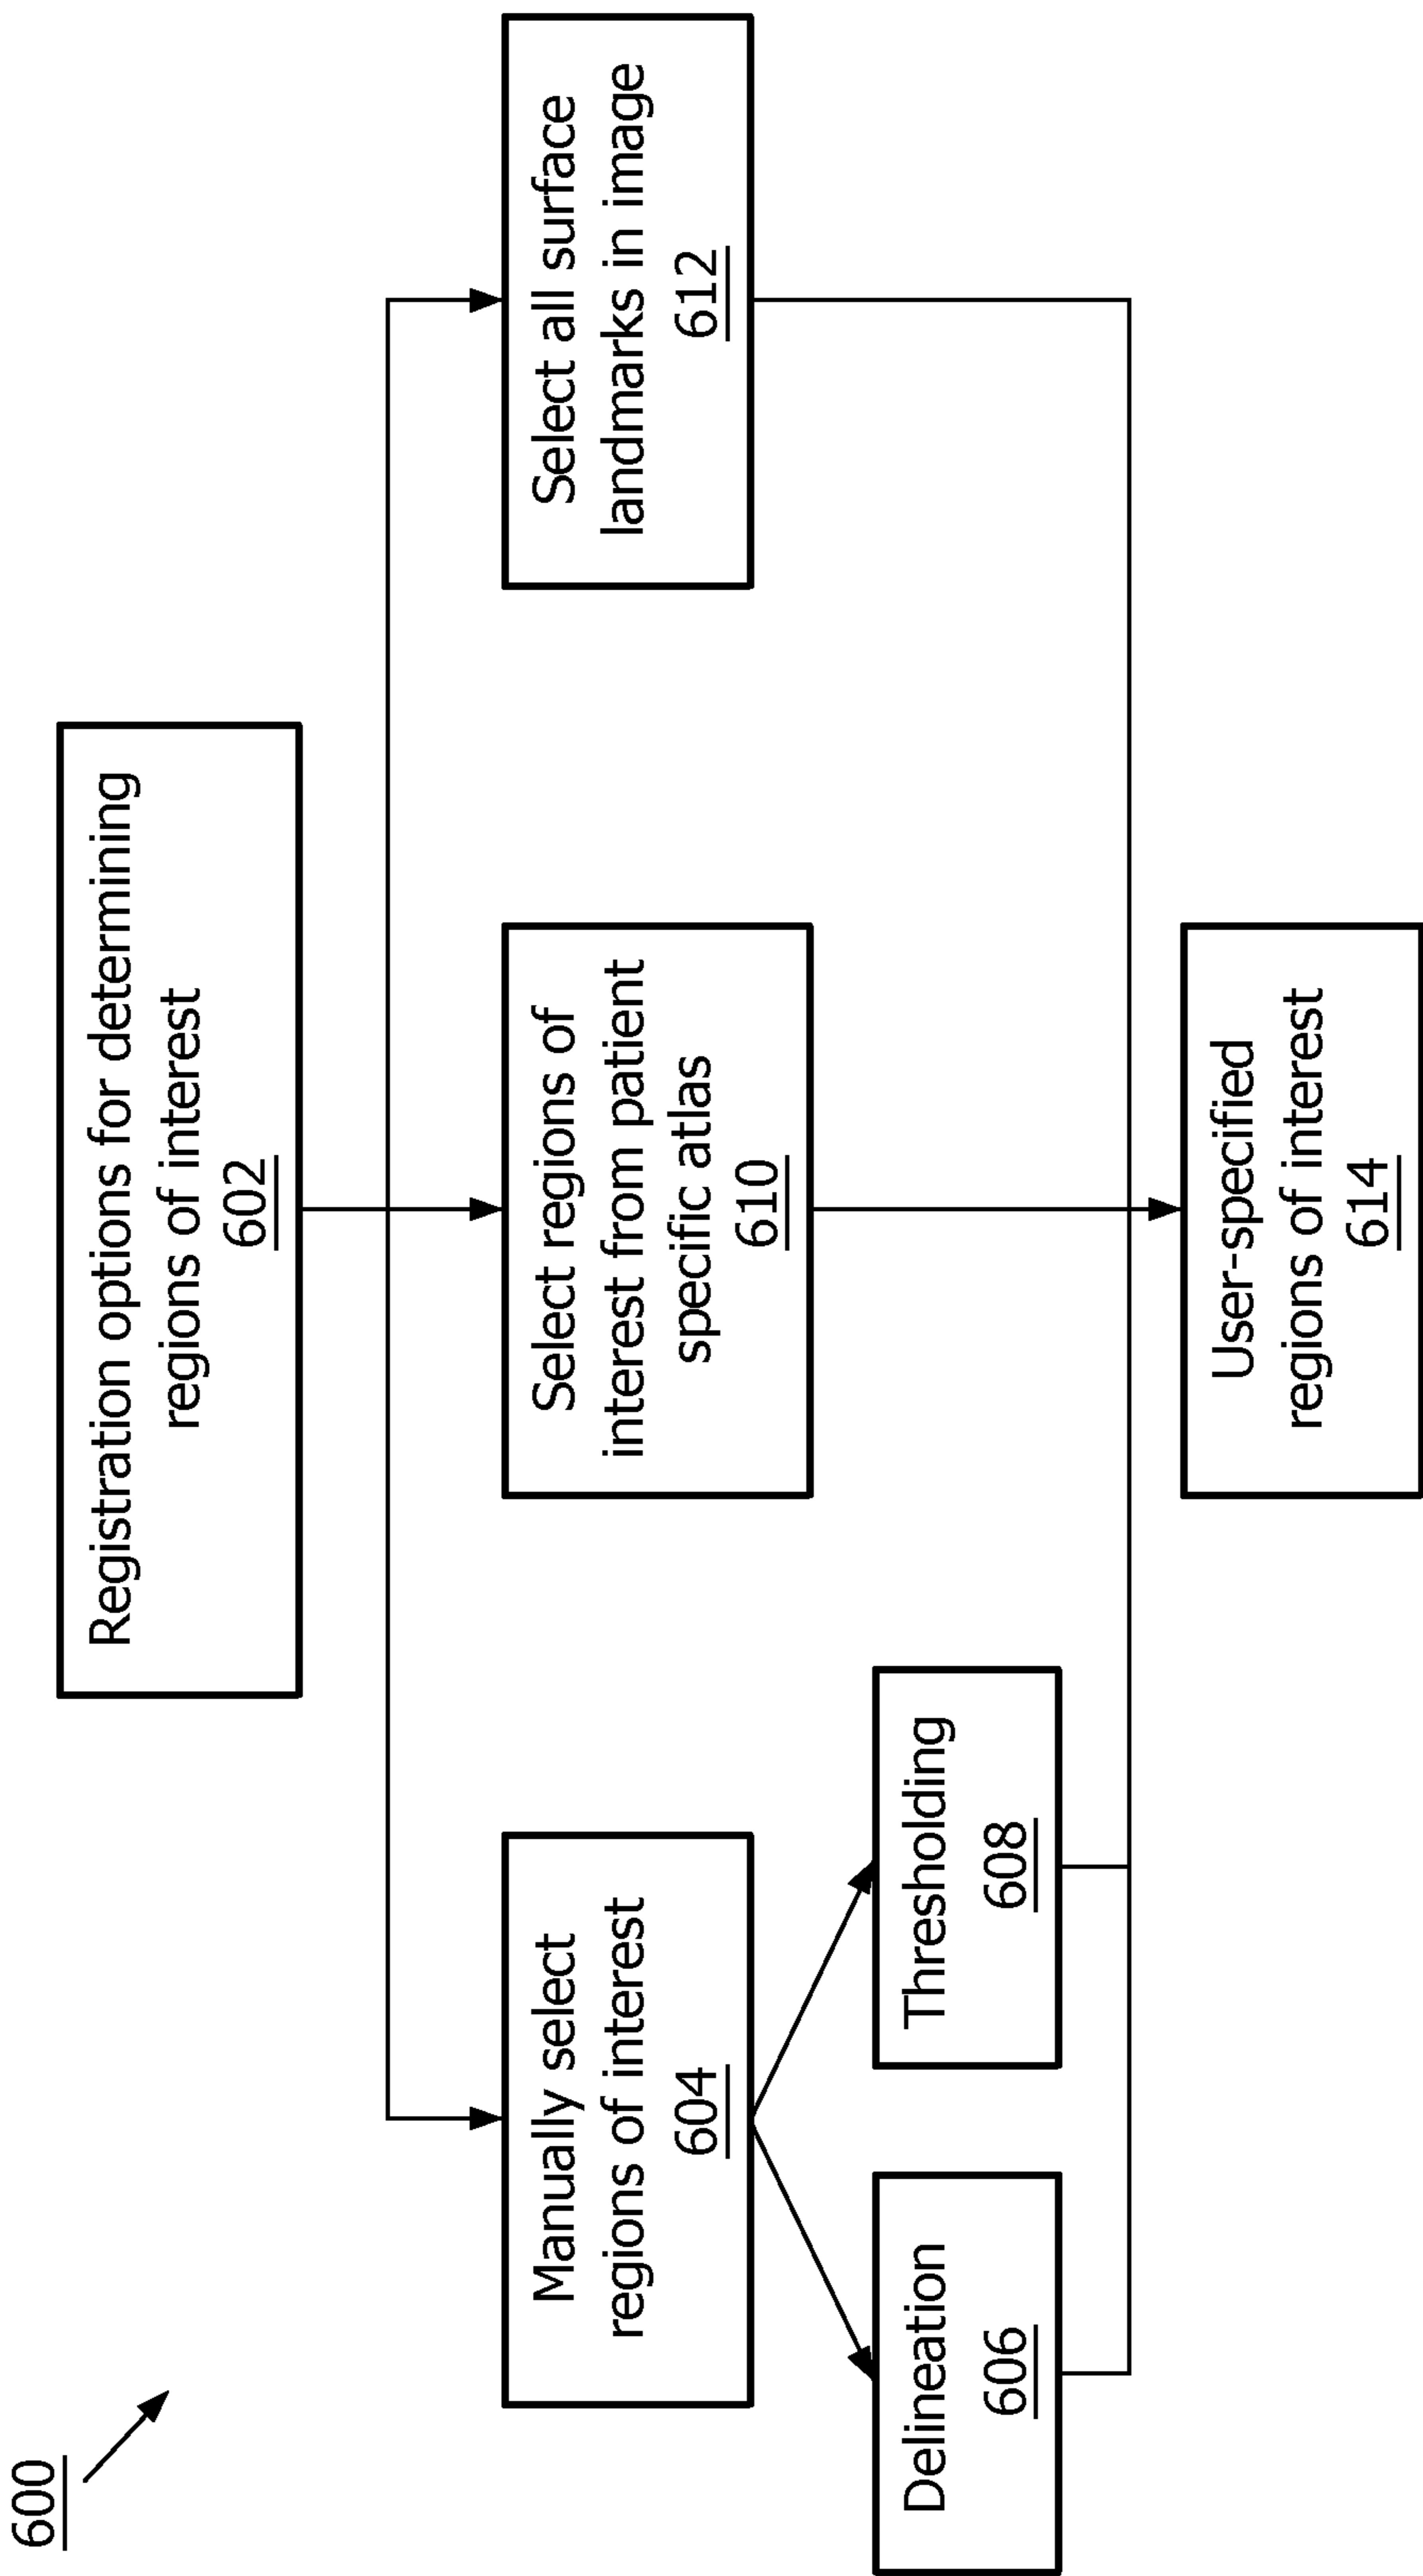 600
Registration options for determining
regions of interest
602
Manually select
regions of interest
604
Select regions of
interest from patient
specific atlas
610
Select all surface
landmarks in image
612
Delineation
606
Thresholding
608
User-specified
regions of interest
614